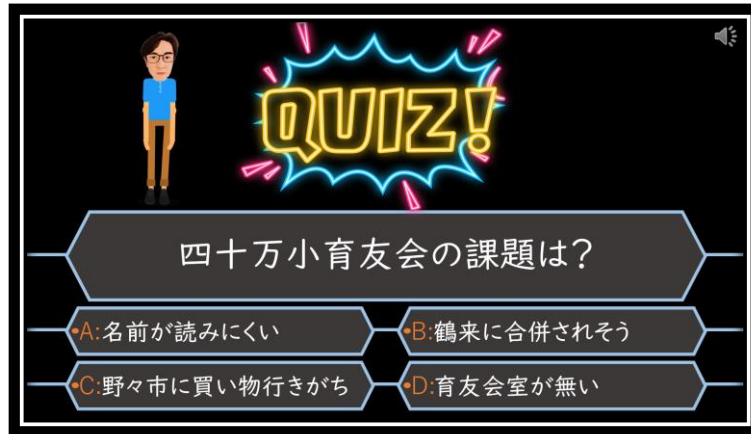 QUIZ!
四十万小育友会の課題は?
•A:名前が読みにくい
•B:鶴来に合併されそう
•C:野々市に買い物行きがち
•D:育友会室が無い